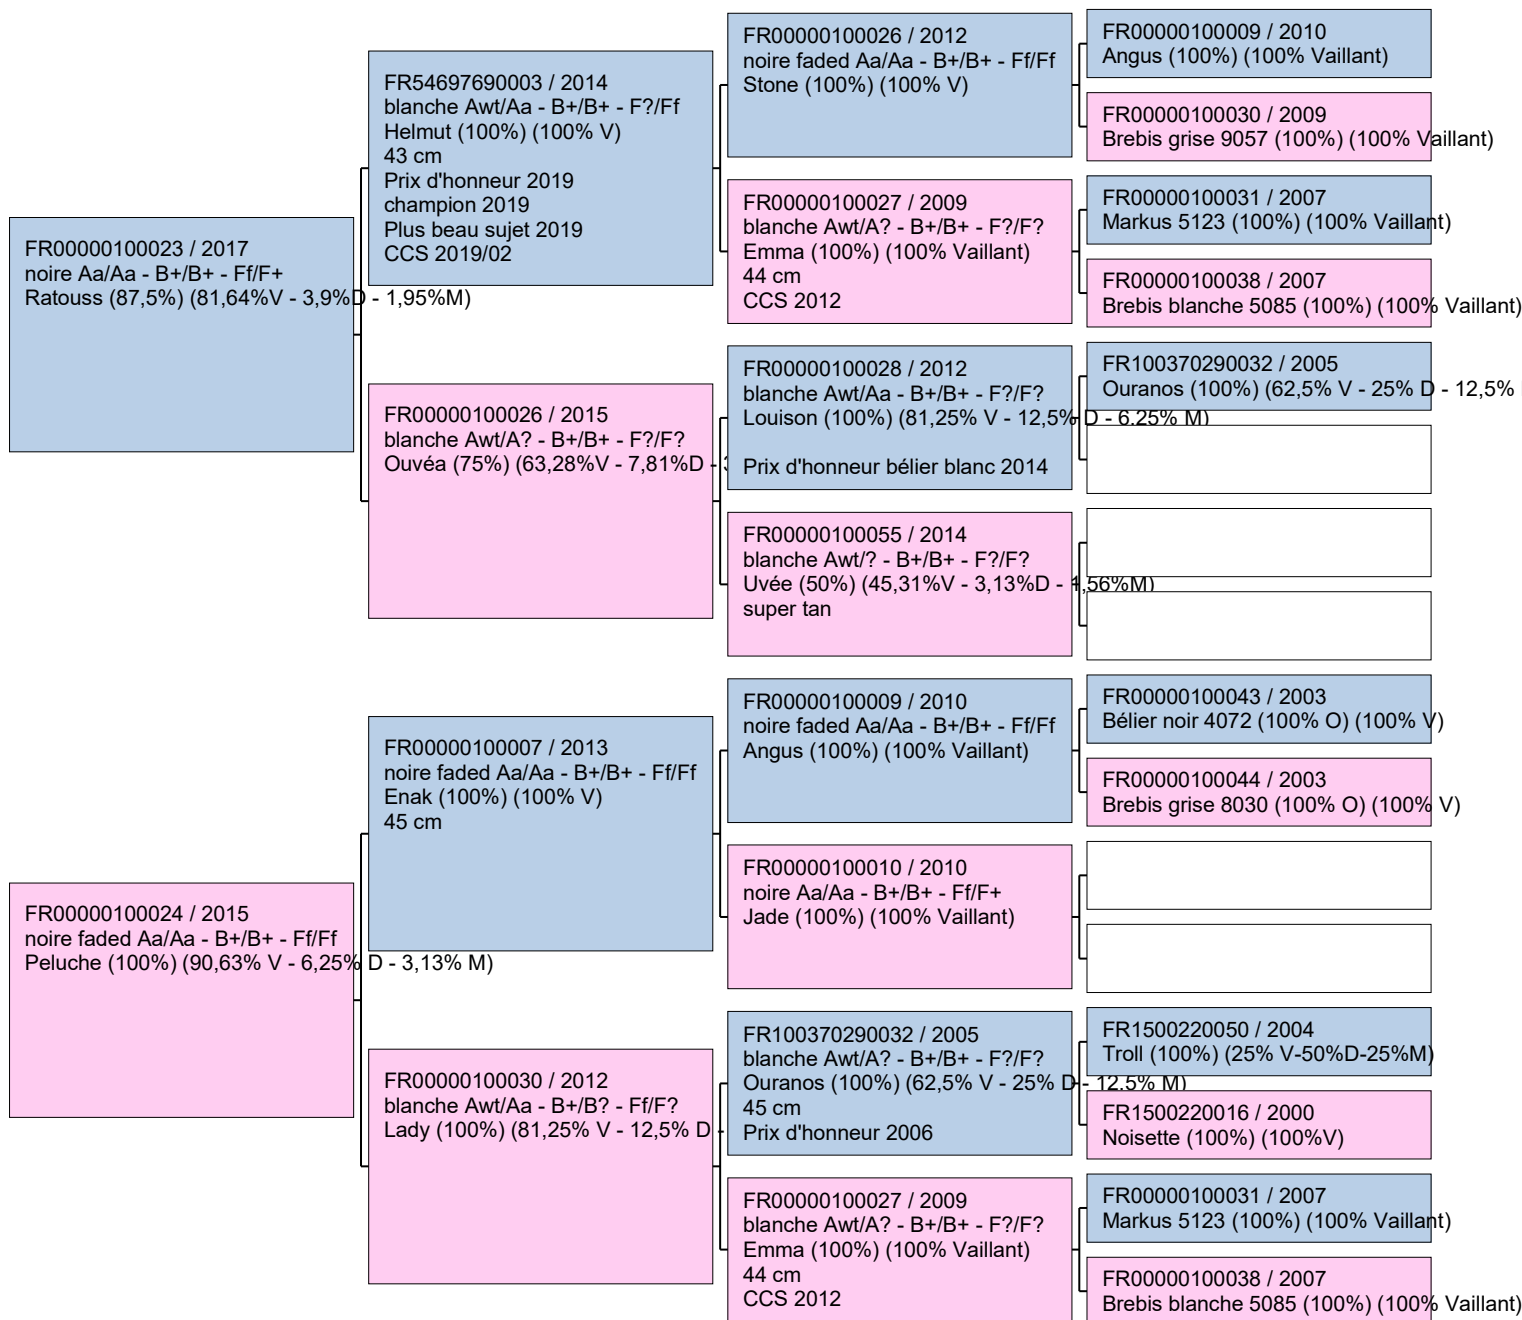 FR00000100023 / 2017
noire Aa/Aa - B+/B+ - Ff/F+
Ratouss (87,5%) (81,64%V - 3,9%D - 1,95%M)
FR54697690003 / 2014
blanche Awt/Aa - B+/B+ - F?/Ff
Helmut (100%) (100% V)
43 cm
Prix d'honneur 2019
champion 2019
Plus beau sujet 2019
CCS 2019/02
FR00000100026 / 2012
noire faded Aa/Aa - B+/B+ - Ff/Ff
Stone (100%) (100% V)
FR00000100009 / 2010
Angus (100%) (100% Vaillant)
FR00000100030 / 2009
Brebis grise 9057 (100%) (100% Vaillant)
FR00000100027 / 2009
blanche Awt/A? - B+/B+ - F?/F?
Emma (100%) (100% Vaillant)
44 cm
CCS 2012
FR00000100031 / 2007
Markus 5123 (100%) (100% Vaillant)
FR00000100038 / 2007
Brebis blanche 5085 (100%) (100% Vaillant)
FR00000100026 / 2015
blanche Awt/A? - B+/B+ - F?/F?
Ouvéa (75%) (63,28%V - 7,81%D -
FR00000100028 / 2012
blanche Awt/Aa - B+/B+ - F?/F?
Louison (100%) (81,25% V - 12,5% D - 6,25% M)
Prix d'honneur bélier blanc 2014
FR100370290032 / 2005
Ouranos (100%) (62,5% V - 25% D - 12,5%
FR00000100055 / 2014
blanche Awt/? - B+/B+ - F?/F?
Uvée (50%) (45,31%V - 3,13%D - 1,56%M)
super tan
FR00000100024 / 2015
noire faded Aa/Aa - B+/B+ - Ff/Ff
Peluche (100%) (90,63% V - 6,25% D - 3,13% M)
FR00000100007 / 2013
noire faded Aa/Aa - B+/B+ - Ff/Ff
Enak (100%) (100% V)
45 cm
FR00000100009 / 2010
noire faded Aa/Aa - B+/B+ - Ff/Ff
Angus (100%) (100% Vaillant)
FR00000100043 / 2003
Bélier noir 4072 (100% O) (100% V)
FR00000100044 / 2003
Brebis grise 8030 (100% O) (100% V)
FR00000100010 / 2010
noire Aa/Aa - B+/B+ - Ff/F+
Jade (100%) (100% Vaillant)
FR00000100030 / 2012
blanche Awt/Aa - B+/B? - Ff/F?
Lady (100%) (81,25% V - 12,5% D -
FR100370290032 / 2005
blanche Awt/A? - B+/B+ - F?/F?
Ouranos (100%) (62,5% V - 25% D - 12,5% M)
45 cm
Prix d'honneur 2006
FR1500220050 / 2004
Troll (100%) (25% V-50%D-25%M)
FR1500220016 / 2000
Noisette (100%) (100%V)
FR00000100027 / 2009
blanche Awt/A? - B+/B+ - F?/F?
Emma (100%) (100% Vaillant)
44 cm
CCS 2012
FR00000100031 / 2007
Markus 5123 (100%) (100% Vaillant)
FR00000100038 / 2007
Brebis blanche 5085 (100%) (100% Vaillant)